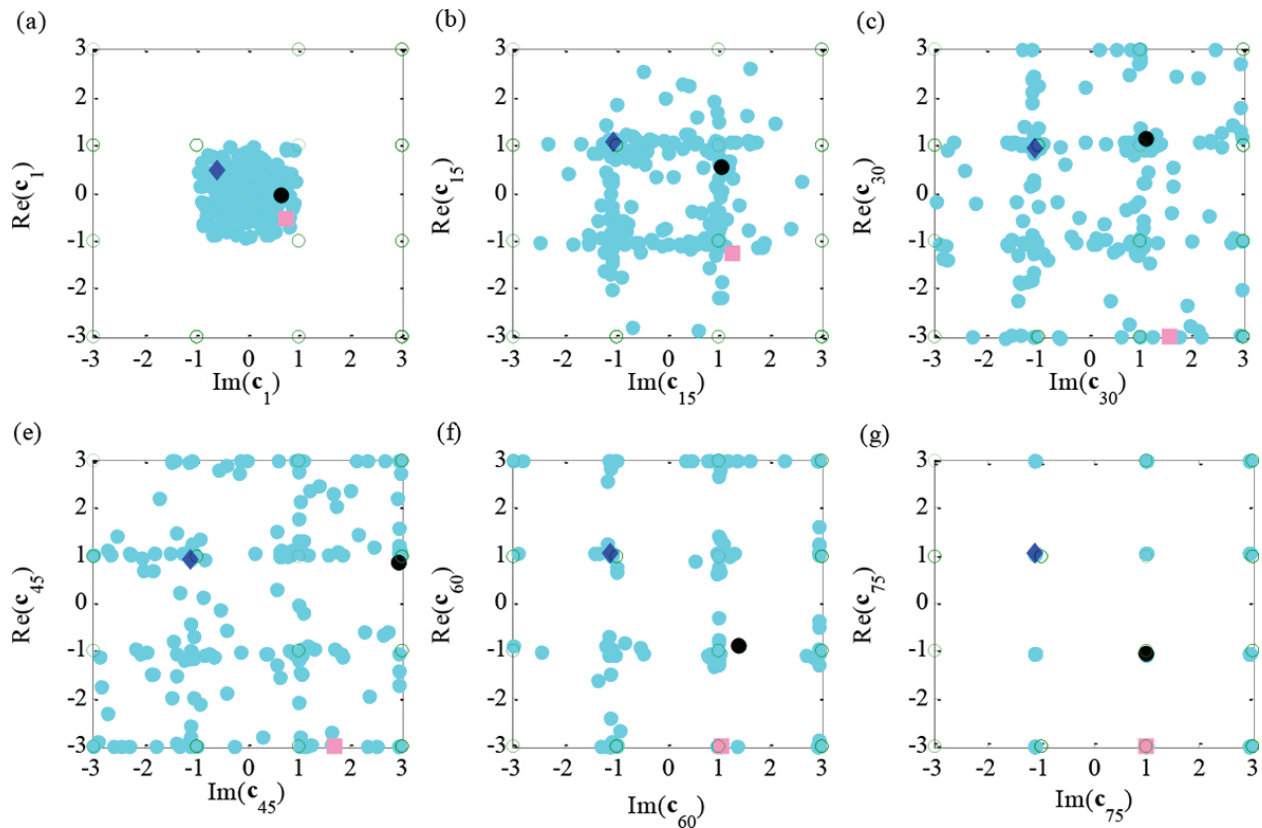 (a)
Re(c1)
3
2
1
0
-1
-2
-3
-3 -2 -1 0 1 2 3
Im(c1)
(b)
Re(c15)
3
2
1
0
-1
-2
-3
-3 -2 -1 0 1 2 3
Im(c15)
(c)
Re(c30)
3
2
1
0
-1
-2
-3
-3 -2 -1 0 1 2 3
Im(c30)
(e)
Re(c45)
3
2
1
0
-1
-2
-3
-3 -2 -1 0 1 2 3
Im(c45)
(f)
Re(c60)
3
2
1
0
-1
-2
-3
-3 -2 -1 0 1 2 3
Im(c60)
(g)
Re(c75)
3
2
1
0
-1
-2
-3
-3 -2 -1 0 1 2 3
Im(c75)